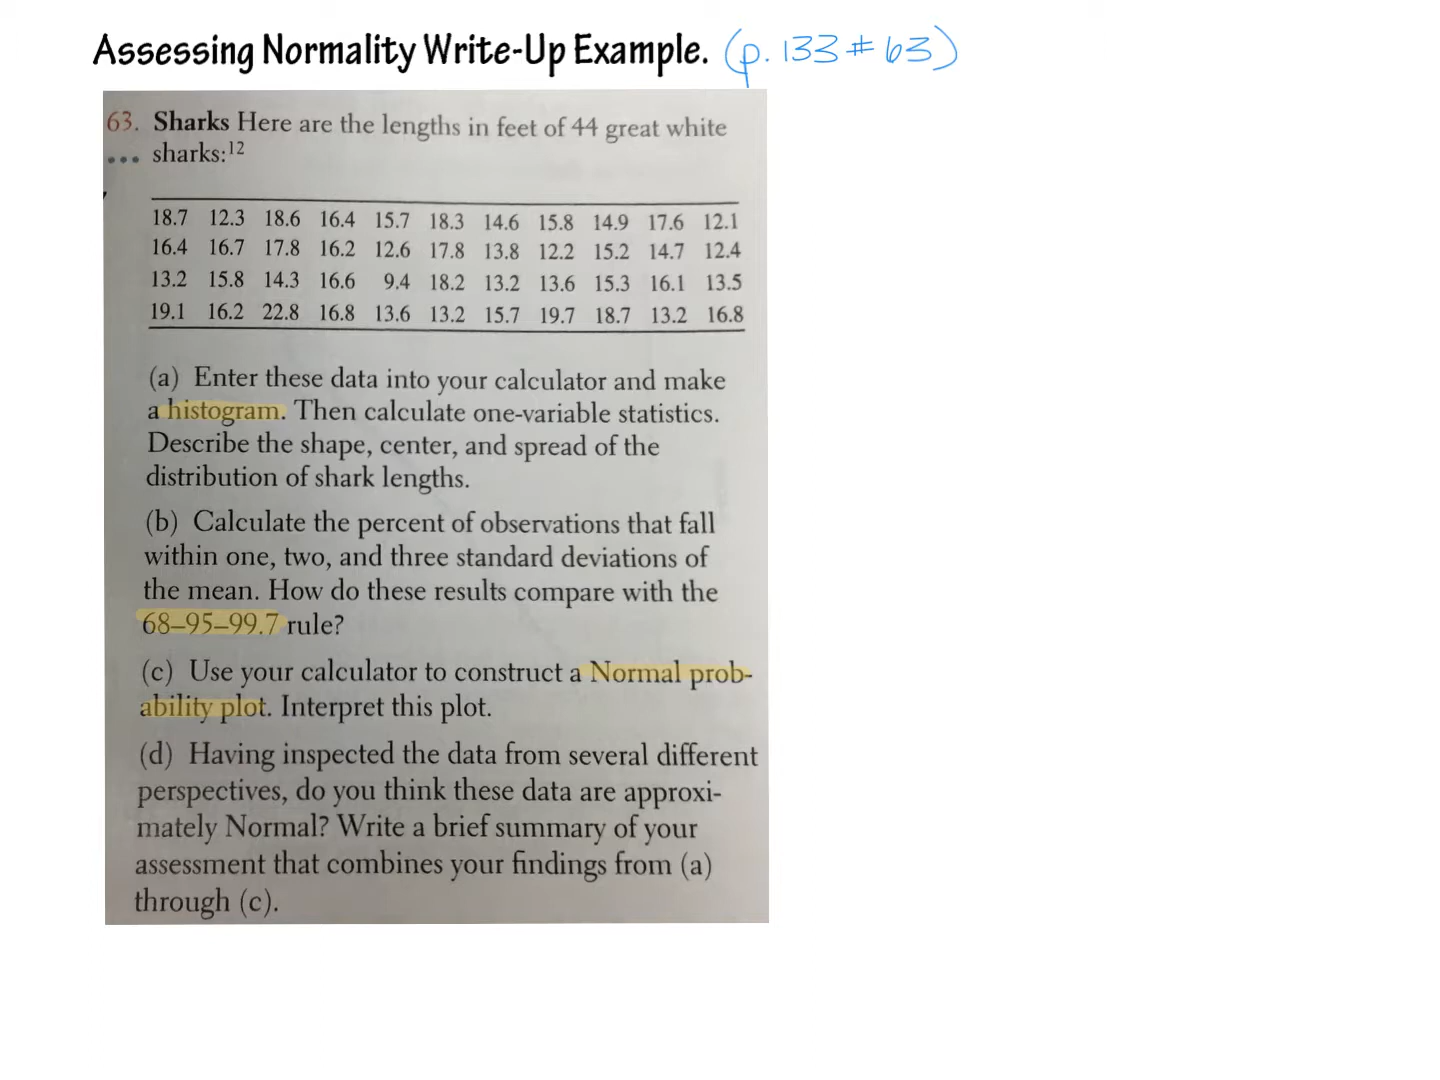 Assessing Normality Write-Up Example. (p. 133 # 63)
63. Sharks Here are the lengths in feet of 44 great white
••• sharks:12
18.7 12.3 18.6 16.4 15.7 18.3 14.6 15.8 14.9 17.6 12.1
16.4 16.7 17.8 16.2 12.6 17.8 13.8 12.2 15.2 14.7 12.4
13.2 15.8 14.3 16.6 9.4 18.2 13.2 13.6 15.3 16.1 13.5
19.1 16.2 22.8 16.8 13.6 13.2 15.7 19.7 18.7 13.2 16.8
(a) Enter these data into your calculator and make
a histogram. Then calculate one-variable statistics.
Describe the shape, center, and spread of the
distribution of shark lengths.
(b) Calculate the percent of observations that fall
within one, two, and three standard deviations of
the mean. How do these results compare with the
68–95–99.7 rule?
(c) Use your calculator to construct a Normal prob-
ability plot. Interpret this plot.
(d) Having inspected the data from several different
perspectives, do you think these data are approxi-
mately Normal? Write a brief summary of your
assessment that combines your findings from (a)
through (c).